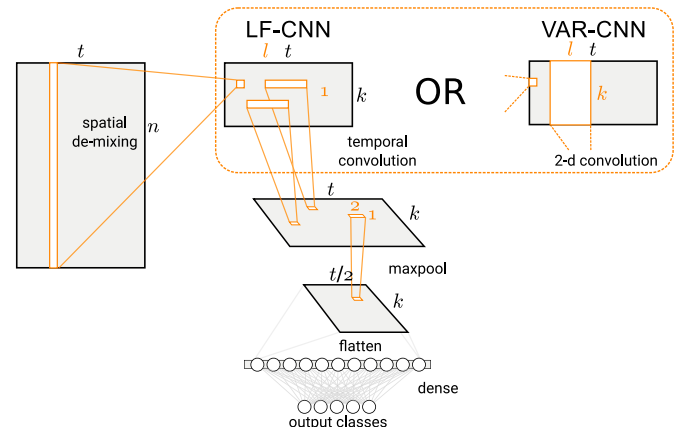 LF-CNN
VAR-CNN
t
l t
l t
spatial
de-mixing
n
1
k
OR
k
temporal
convolution
2-d convolution
t
2
1
k
maxpool
t/2
k
flatten
dense
output classes